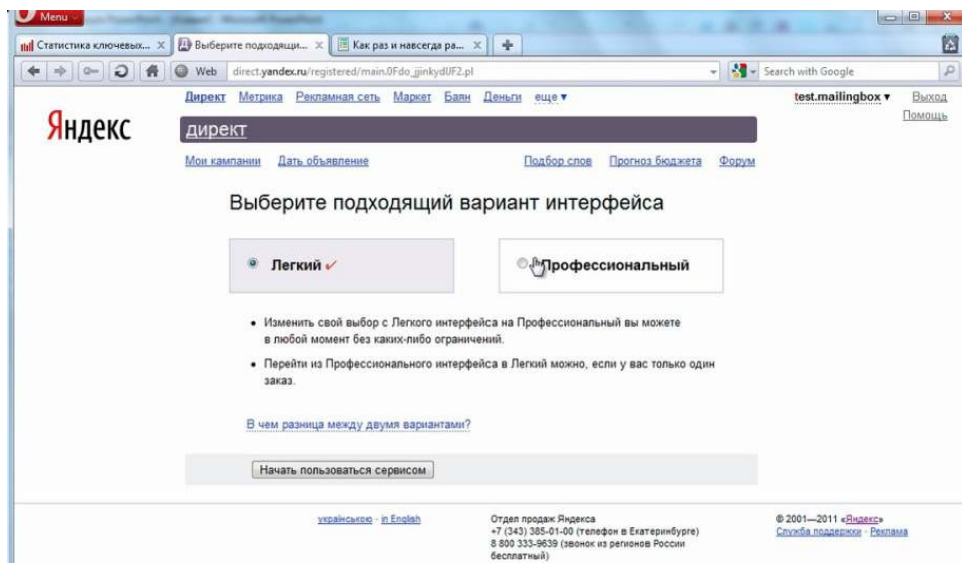 Menu
Статистика ключевых...
Выберите подходящи...
Как раз и навсегда ра...
Web direct.yandex.ru/registered/main.0Fdo_jjinkydUF2.pl
Search with Google
Директ Метрика Рекламная сеть Маркет Баян Деньги еще ▼
test.mailingbox ▼ Выход
Помощь
Яндекс
директ
Мои кампании Дать объявление Подбор слов Прогноз бюджета Форум
Выберите подходящий вариант интерфейса
Легкий ✓
Профессиональный
• Изменить свой выбор с Легкого интерфейса на Профессиональный вы можете
в любой момент без каких-либо ограничений.
• Перейти из Профессионального интерфейса в Легкий можно, если у вас только один
заказ.
В чем разница между двумя вариантами?
Начать пользоваться сервисом
українською · in English
Отдел продаж Яндекса
+7 (343) 385-01-00 (телефон в Екатеринбурге)
8 800 333-9639 (звонок из регионов России
бесплатный)
© 2001—2011 «Яндекс»
Служба поддержки · Реклама